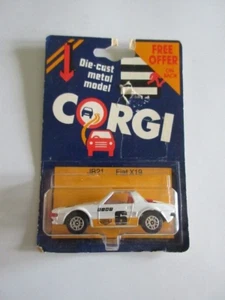 FREE
OFFER
Die-cast
metal
model
CORGI
Fiat X19